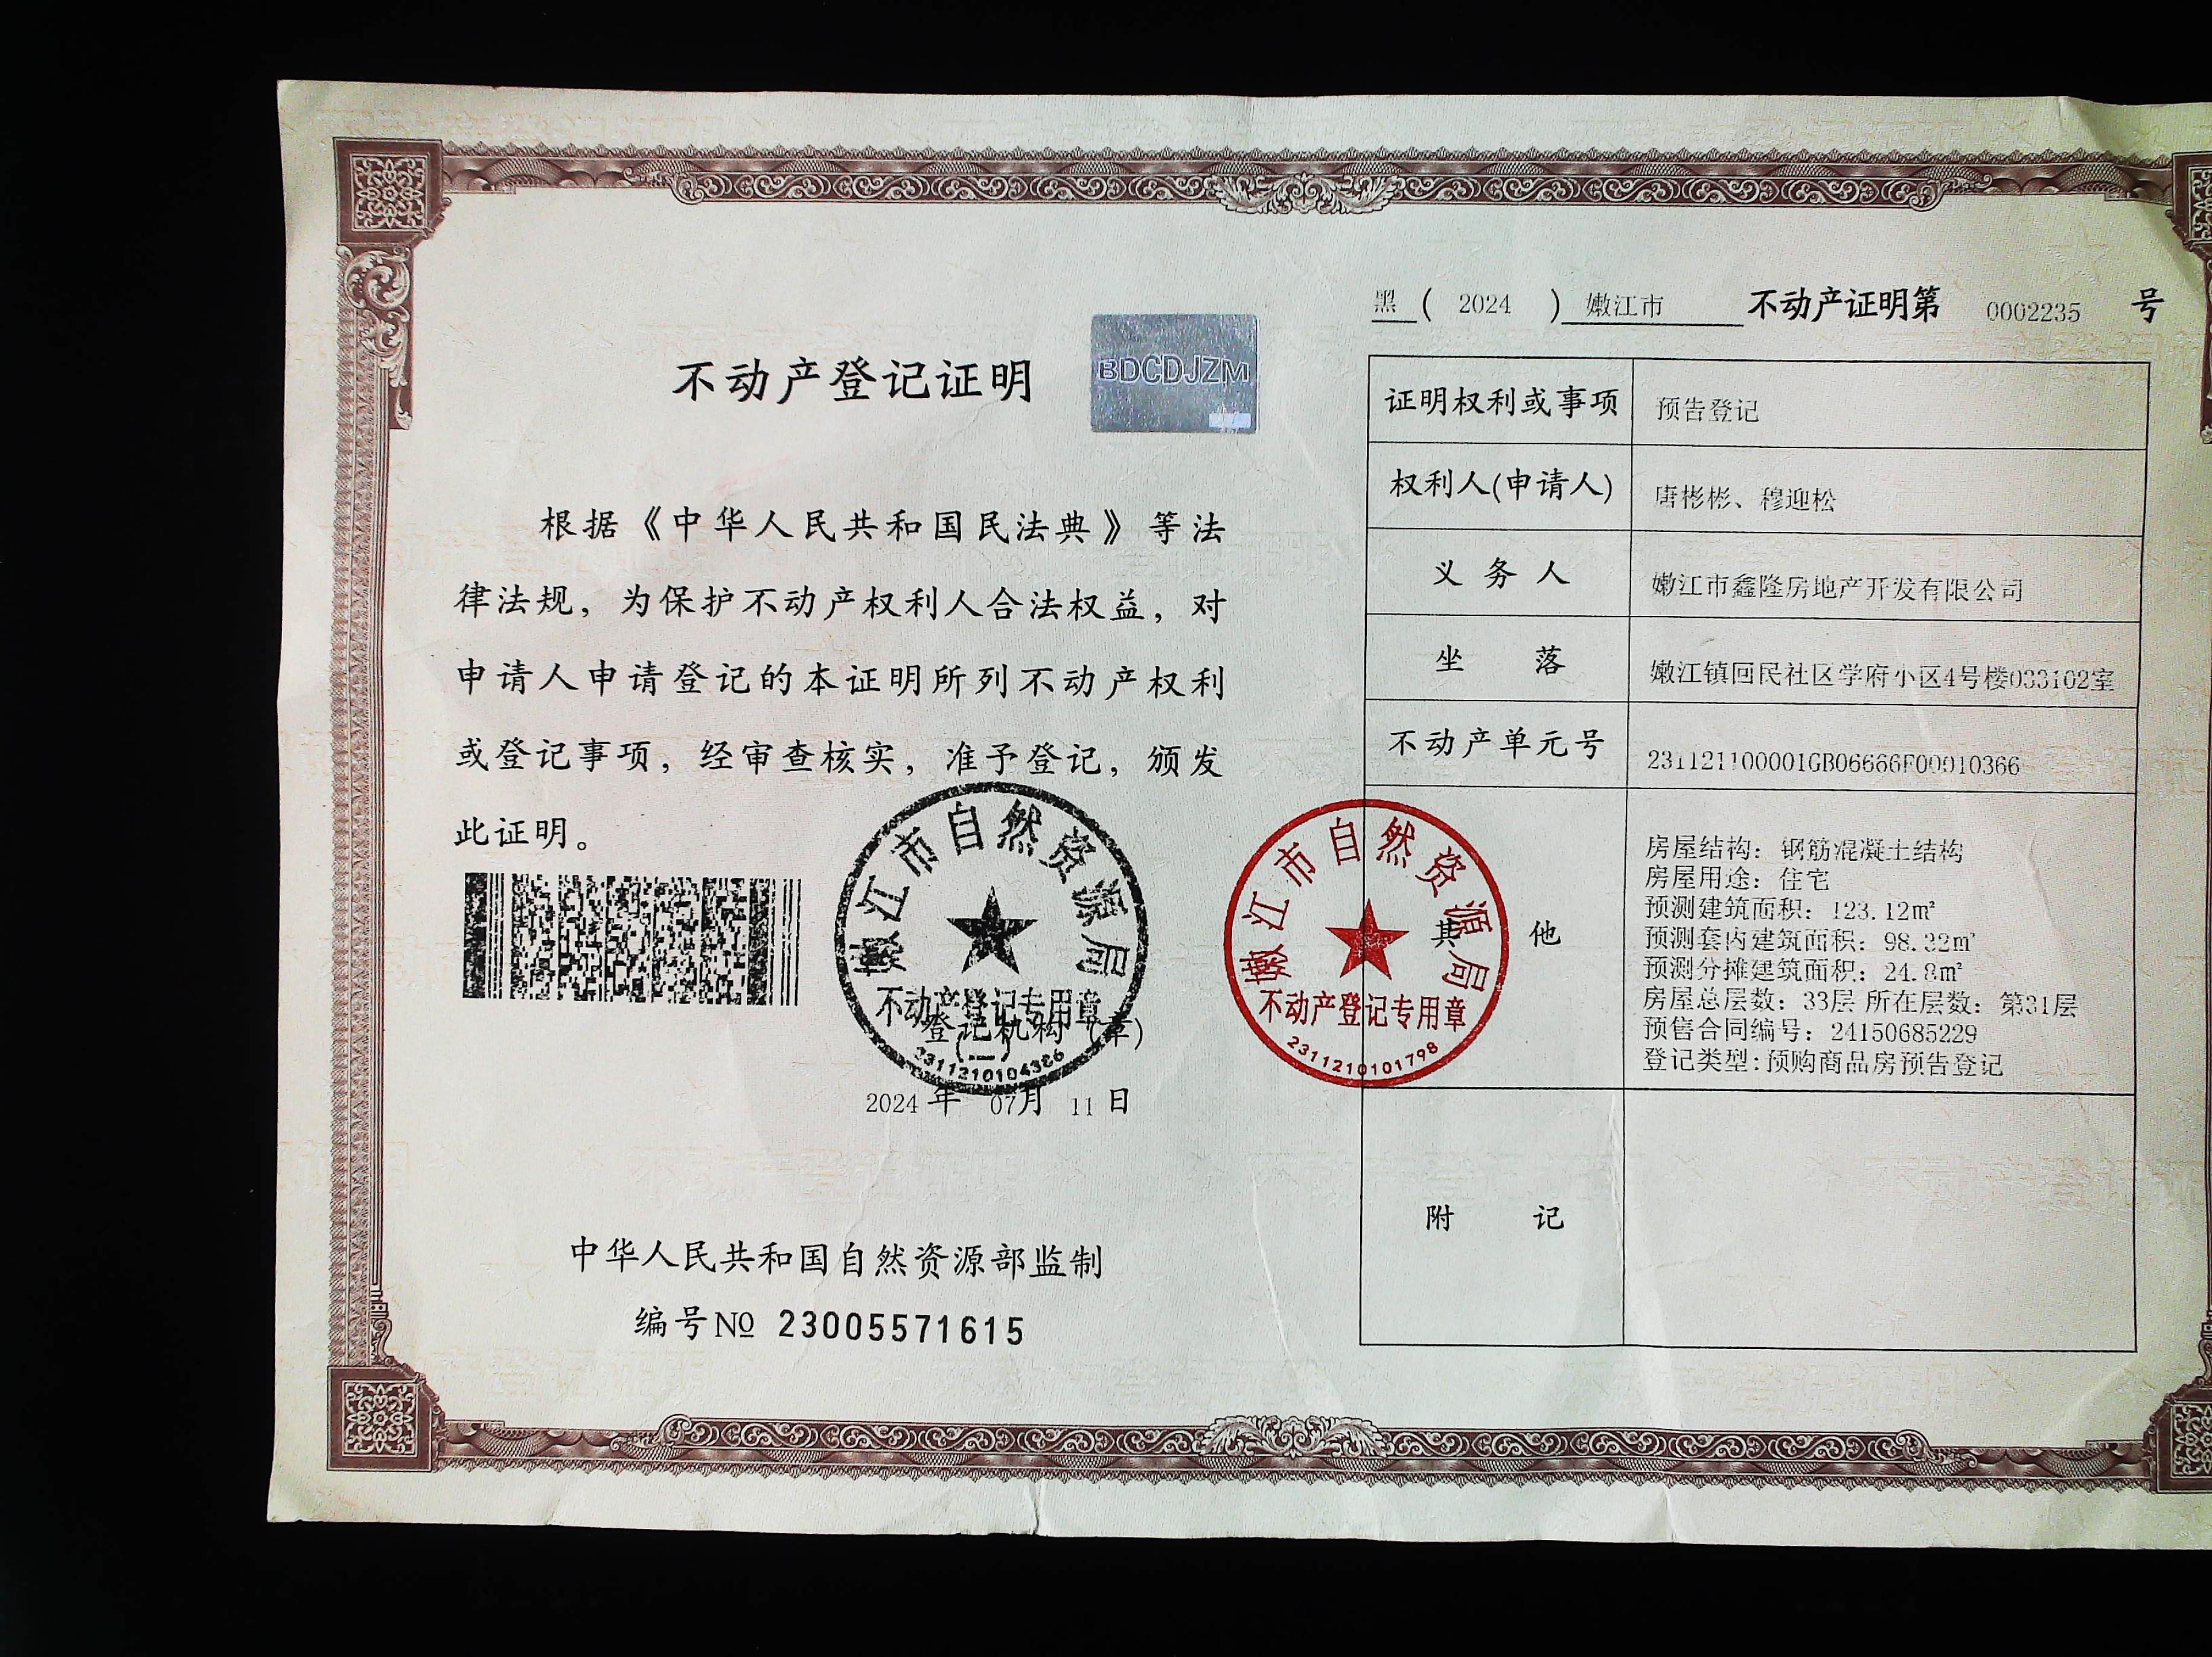 不动产登记证明
BDCDJZM
根据《中华人民共和国民法典》等法
律法规，为保护不动产权利人合法权益，对
申请人申请登记的本证明所列不动产权利
或登记事项，经审查核实，准予登记，颁发
此证明。
嫩江市自然资源局
不动产登记专用章
(二)
2311210104386
登记机构（章）
2024 年 07月 11 日
中华人民共和国自然资源部监制
编号№ 23005571615
黑 ( 2024 ) 嫩江市 不动产证明第 0002235 号
证明权利或事项 预告登记
权利人(申请人) 唐彬彬、穆迎松
义务人 嫩江市鑫隆房地产开发有限公司
坐落 嫩江镇回民社区学府小区4号楼033102室
不动产单元号 231121100001GB06666F00010366
其他
房屋结构：钢筋混凝土结构
房屋用途：住宅
预测建筑面积：123.12㎡
预测套内建筑面积：98.32㎡
预测分摊建筑面积：24.8㎡
房屋总层数：33层 所在层数：第31层
预售合同编号：24150685229
登记类型:预购商品房预告登记
嫩江市自然资源局
不动产登记专用章
2311210101798
附记